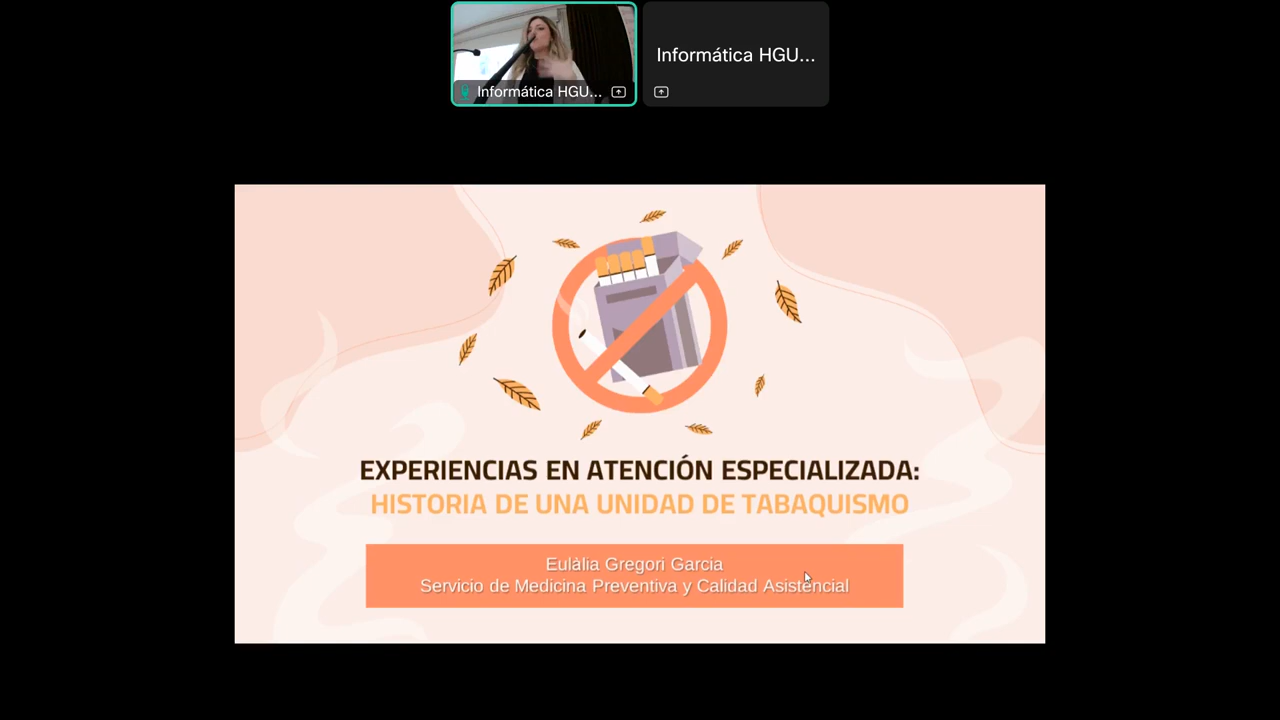 Informática HGU...
Informática HGU...
EXPERIENCIAS EN ATENCIÓN ESPECIALIZADA:
HISTORIA DE UNA UNIDAD DE TABAQUISMO
Eulàlia Gregori Garcia
Servicio de Medicina Preventiva y Calidad Asistencial